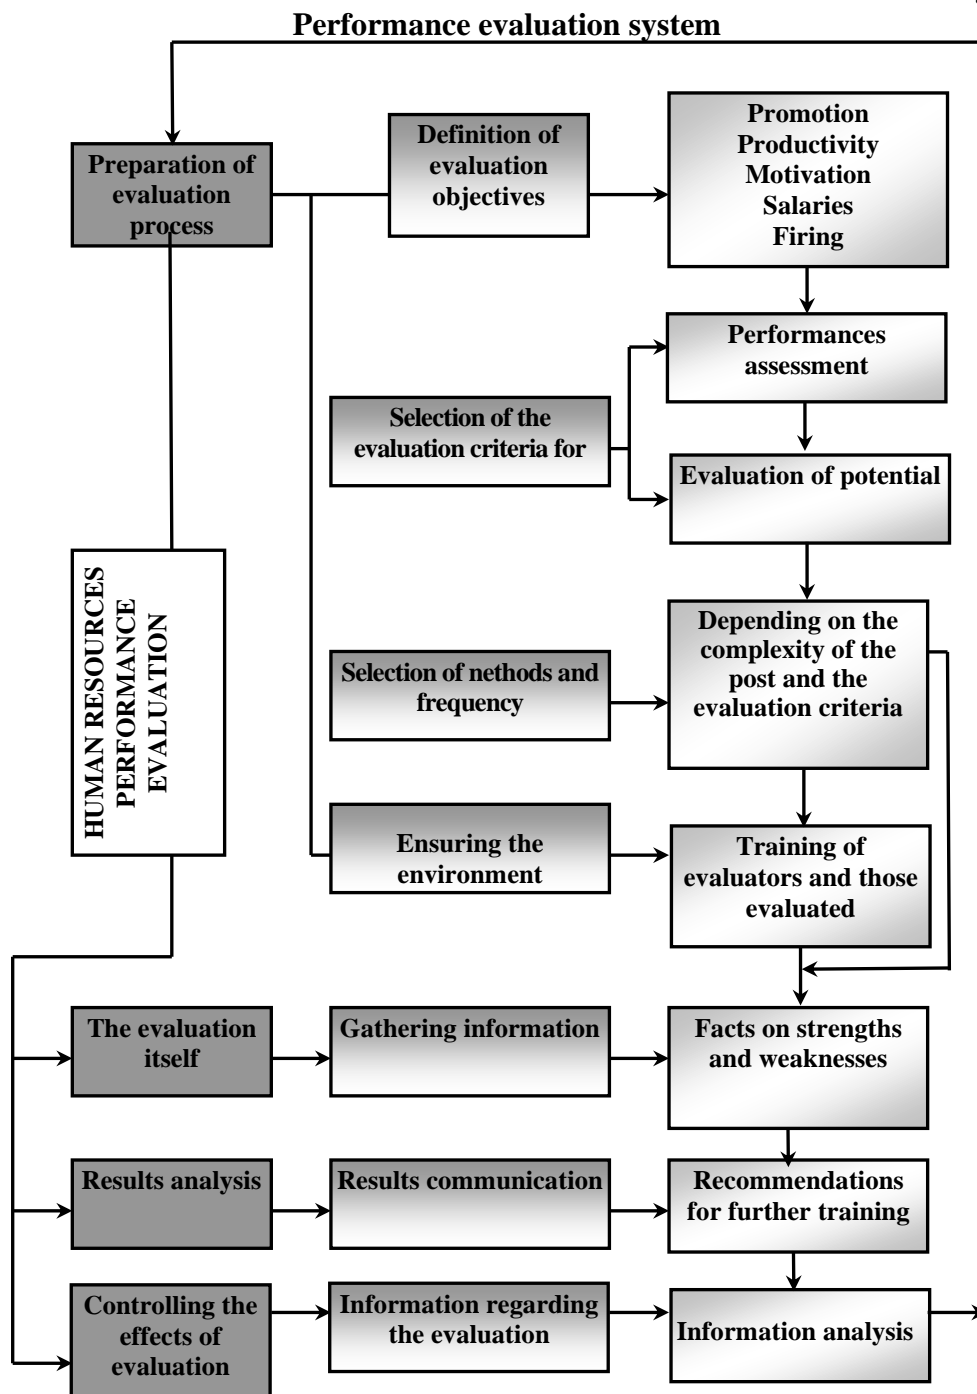 Performance evaluation system
Preparation of
evaluation
process
Definition of
evaluation
objectives
Promotion
Productivity
Motivation
Salaries
Firing
Performances
assessment
Selection of the
evaluation criteria for
Evaluation of potential
HUMAN RESOURCES
PERFORMANCE
EVALUATION
Selection of nethods and
frequency
Depending on the
complexity of the
post and the
evaluation criteria
Ensuring the
environment
Training of
evaluators and those
evaluated
The evaluation
itself
Gathering information
Facts on strengths
and weaknesses
Results analysis
Results communication
Recommendations
for further training
Controlling the
effects of
evaluation
Information regarding
the evaluation
Information analysis